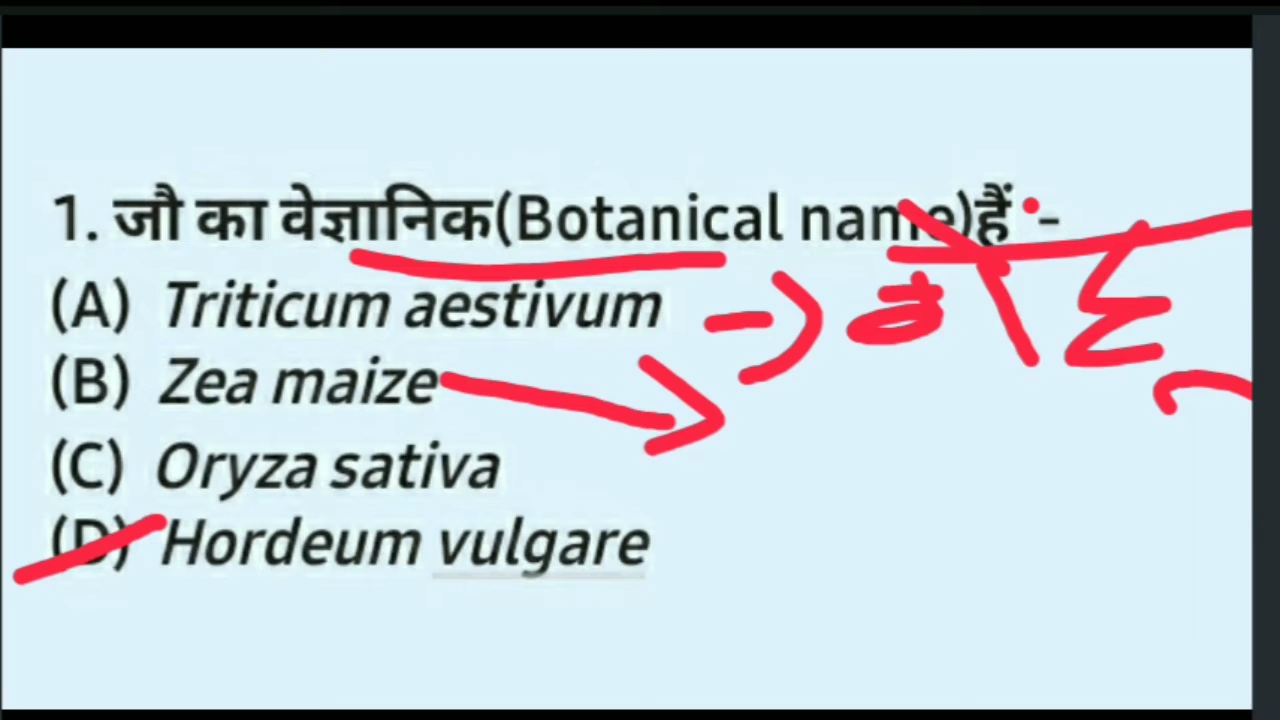 1. जौ का वेज्ञानिक(Botanical name)हैं :-
(A) Triticum aestivum
(B) Zea maize
(C) Oryza sativa
(D) Hordeum vulgare